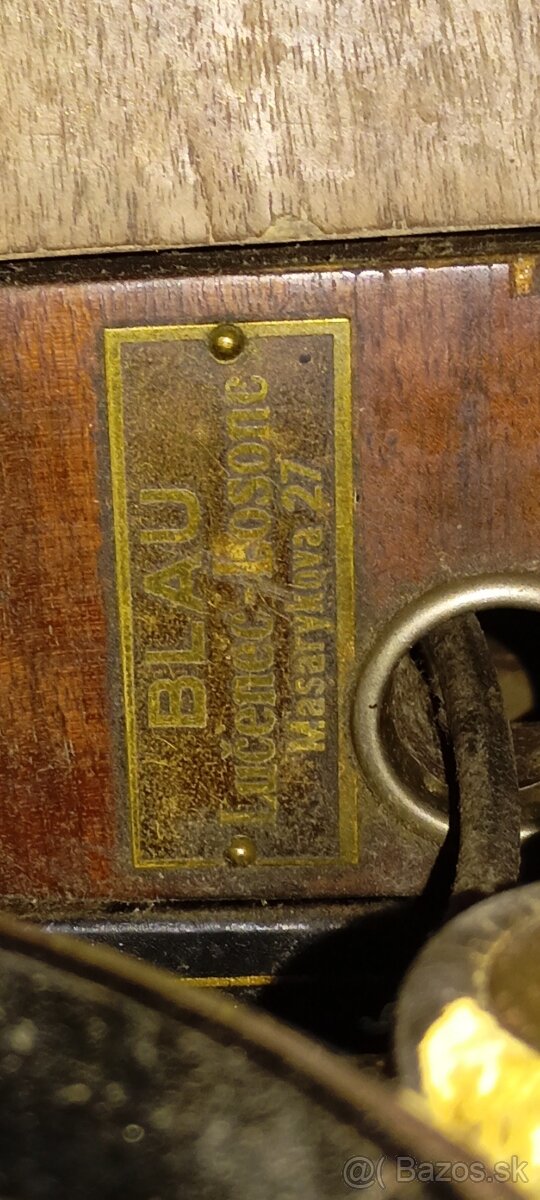 BLAU
Lučenec-Losonc
Masarykova 27
@( Bazos.sk